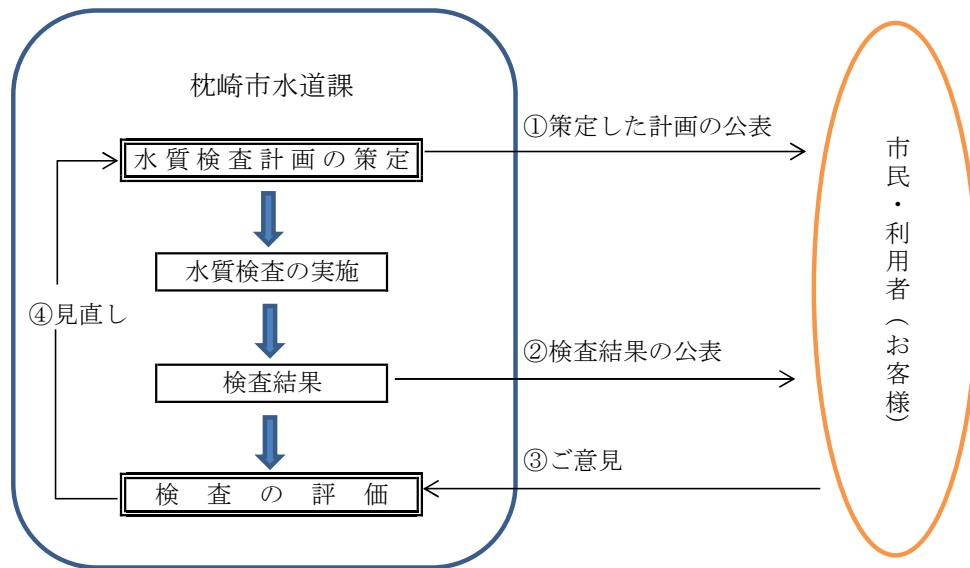 枕崎市水道課
①策定した計画の公表
水質検査計画の策定
市民・利用者（お客様）
水質検査の実施
④見直し
②検査結果の公表
検査結果
③ご意見
検査の評価